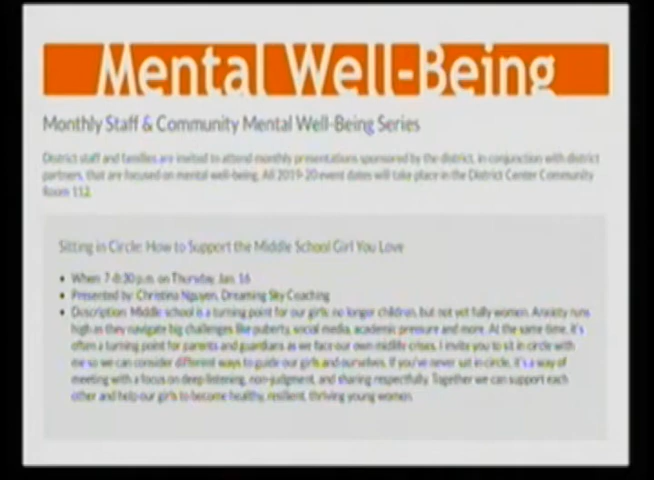 Mental Well-Being
Monthly Staff & Community Mental Well-Being Series
District staff and families are invited to attend monthly presentations sponsored by the district, in conjunction with district
partners, that are focused on mental well-being. All 2019-20 event dates will take place in the District Center Community
Room 112.
Sitting in Circle: How to Support the Middle School Girl You Love
• When: 7-8:30 p.m. on Thursday, Jan. 16
• Presented by: Christina Nguyen, Dreaming Sky Coaching
• Description: Middle school is a turning point for our girls: no longer children, but not yet fully women. Anxiety runs
high as they navigate big challenges like puberty, social media, academic pressure and more. At the same time, it's
often a turning point for parents and guardians as we face our own midlife crises. I invite you to sit in circle with
me so we can consider different ways to guide our girls and ourselves. If you've never sat in circle, it's a way of
meeting with a focus on deep listening, non-judgment, and sharing respectfully. Together we can support each
other and help our girls to become healthy, resilient, thriving young women.